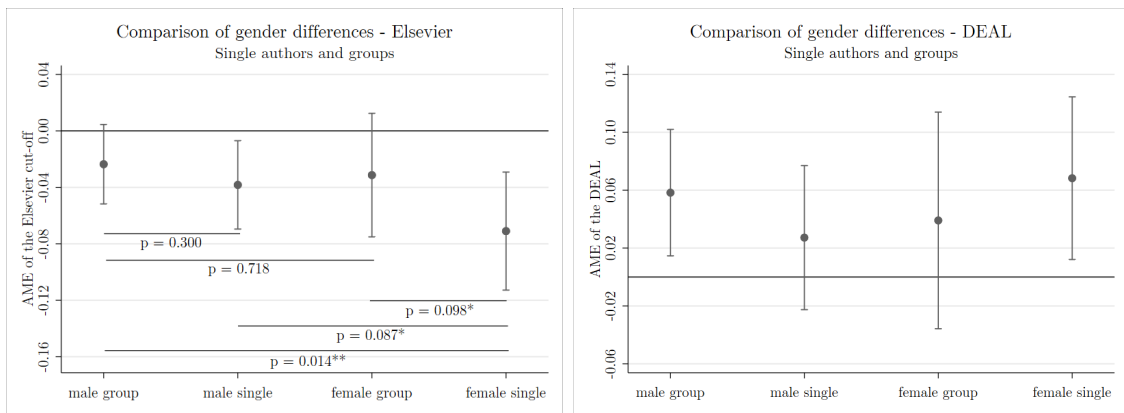 Comparison of gender differences - Elsevier
Single authors and groups
AME of the Elsevier cut-off
0.04
0.00
-0.04
-0.08
-0.12
-0.16
p = 0.300
p = 0.718
p = 0.098*
p = 0.087*
p = 0.014**
male group male single female group female single
Comparison of gender differences - DEAL
Single authors and groups
AME of the DEAL
0.14
0.10
0.06
0.02
-0.02
-0.06
male group male single female group female single